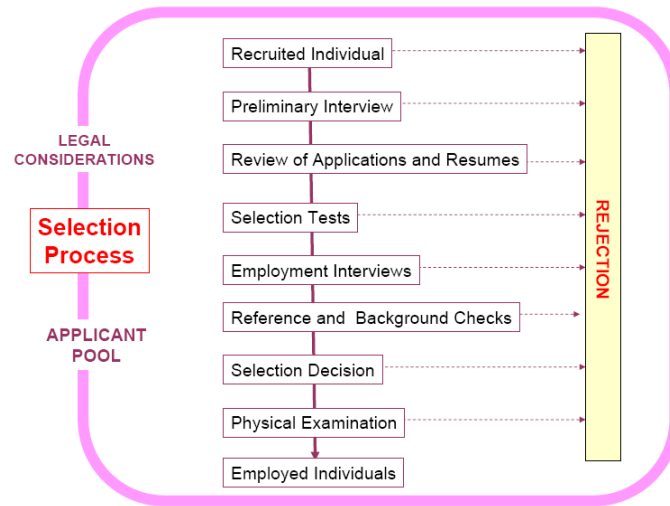 Recruited Individual
Preliminary Interview
LEGAL
CONSIDERATIONS
Review of Applications and Resumes
Selection
Process
Selection Tests
Employment Interviews
APPLICANT
POOL
Reference and Background Checks
Selection Decision
Physical Examination
Employed Individuals
REJECTION